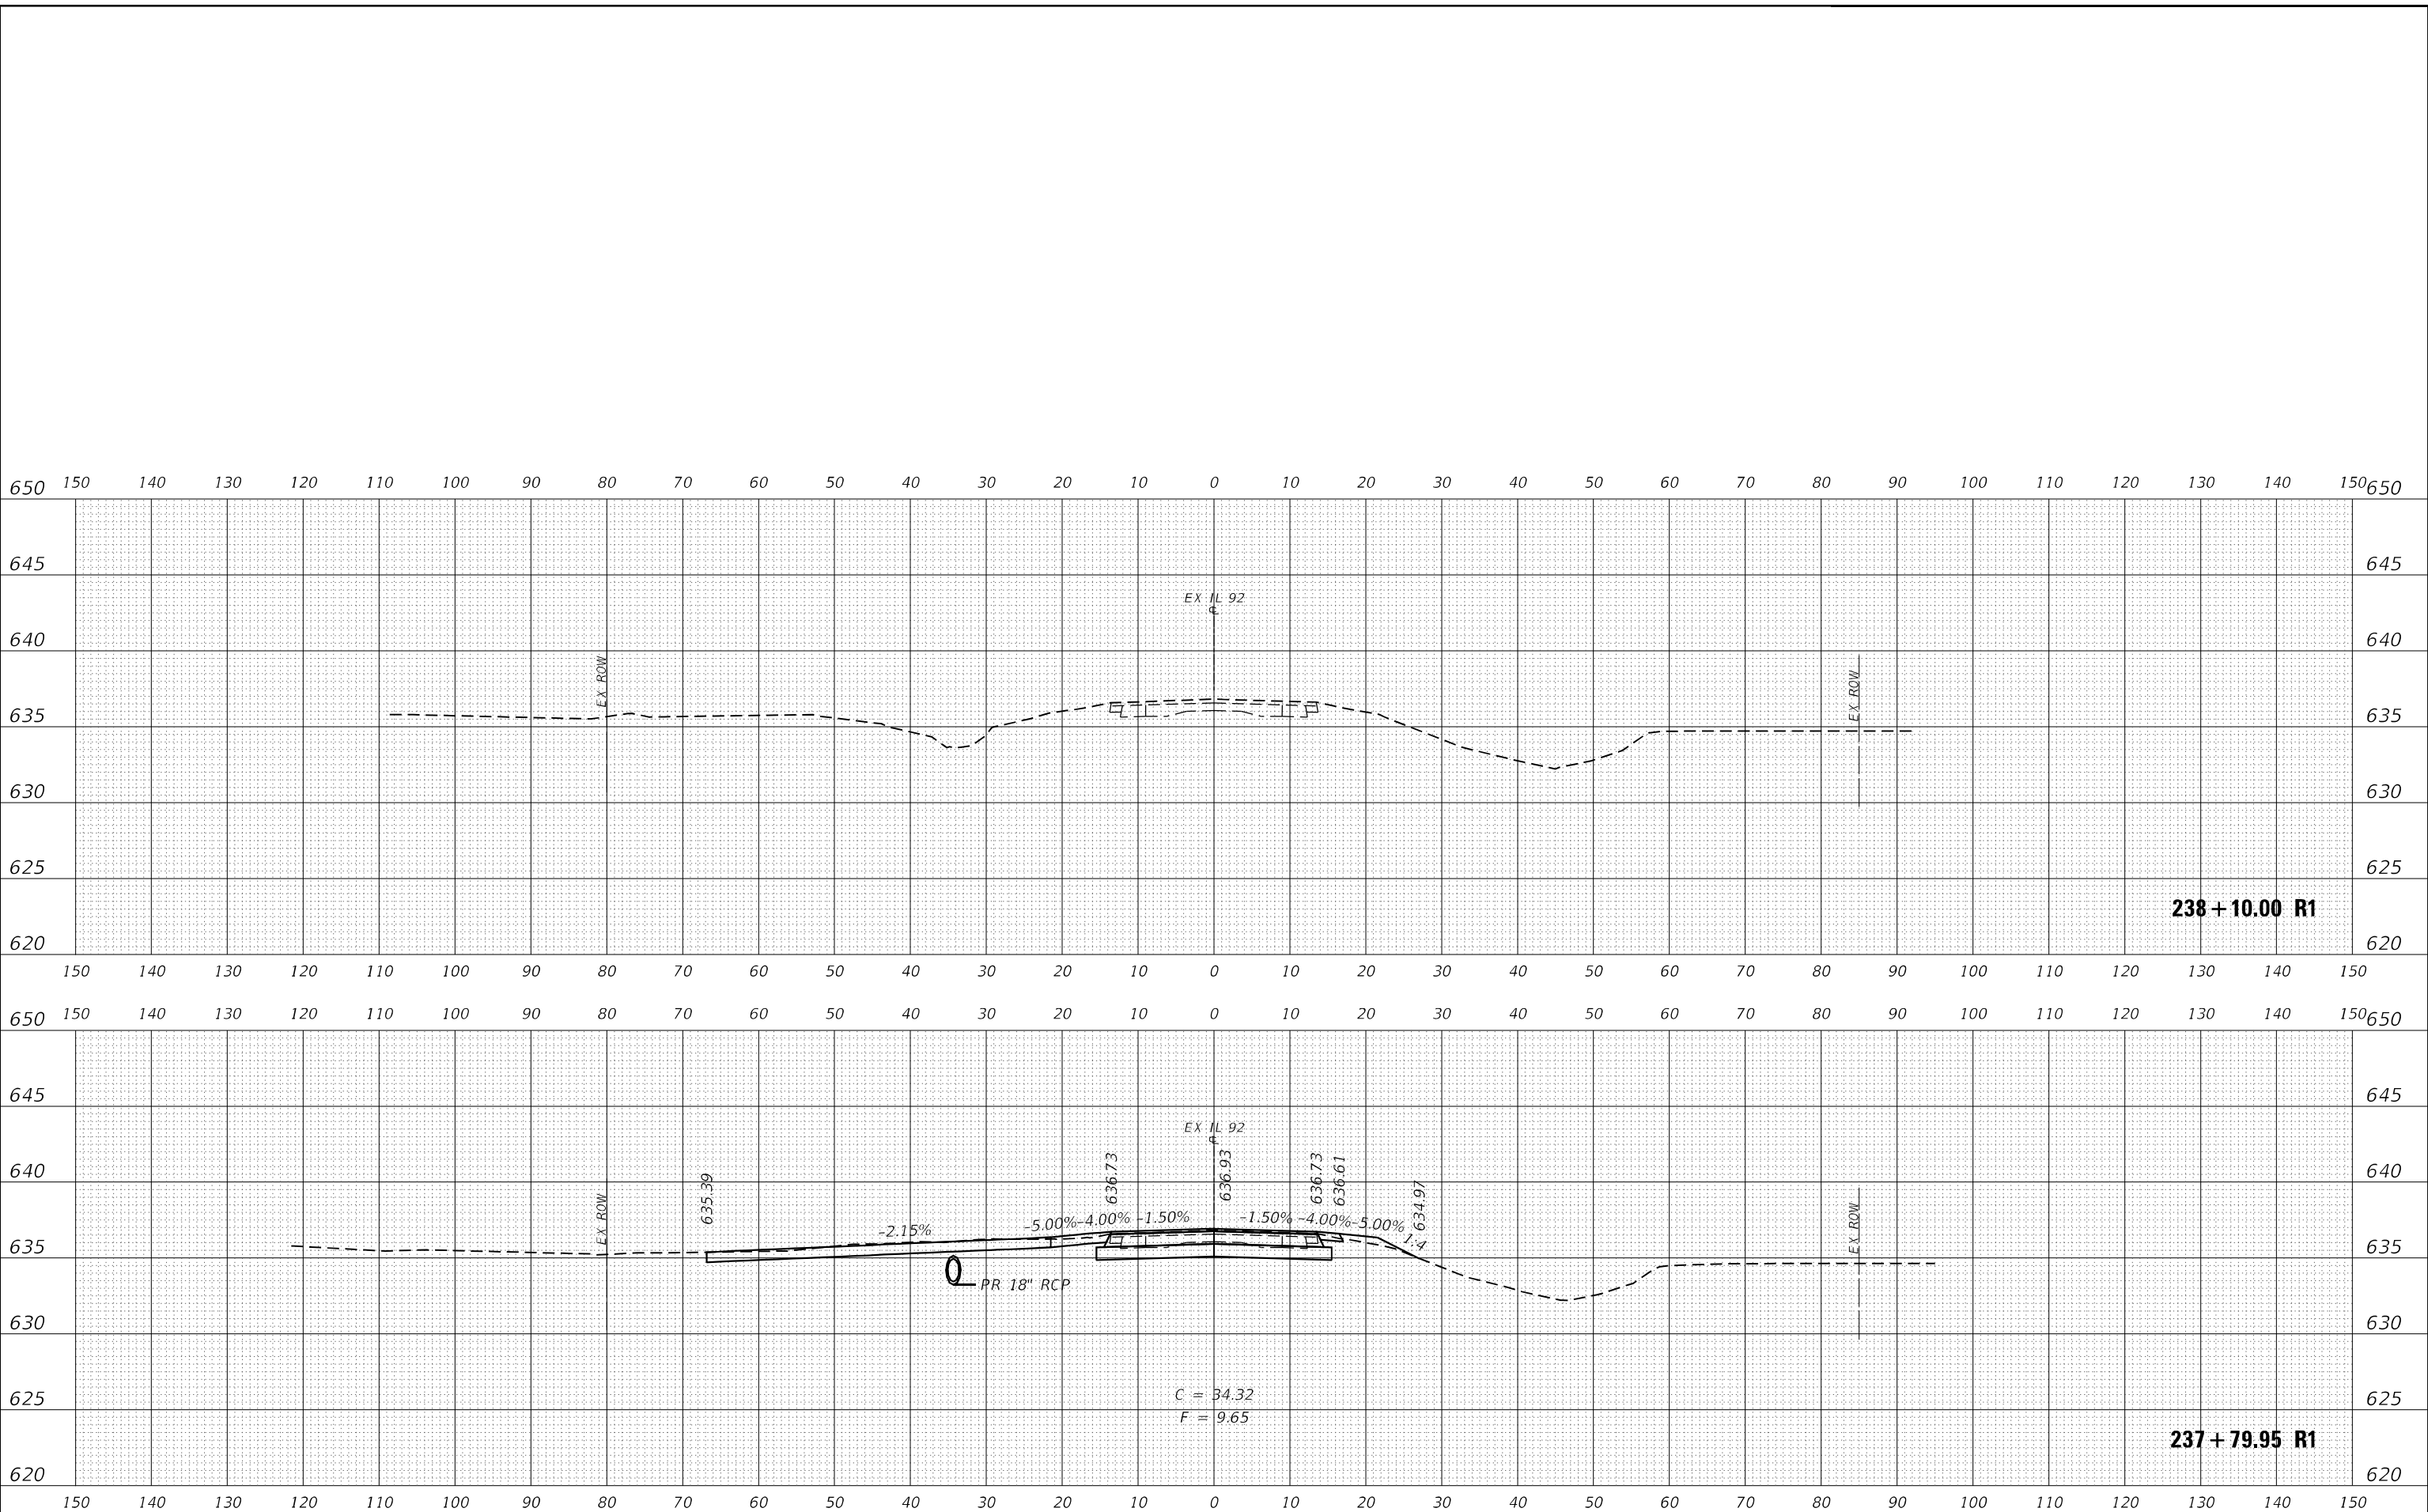 650 150 140 130 120 110 100 90 80 70 60 50 40 30 20 10 0 10 20 30 40 50 60 70 80 90 100 110 120 130 140 150 650
645 645
EX IL 92
℄
640 640
EX ROW EX ROW
635 635
630 630
625 625
238+10.00 R1
620 620
150 140 130 120 110 100 90 80 70 60 50 40 30 20 10 0 10 20 30 40 50 60 70 80 90 100 110 120 130 140 150
650 150 140 130 120 110 100 90 80 70 60 50 40 30 20 10 0 10 20 30 40 50 60 70 80 90 100 110 120 130 140 150 650
645 645
EX IL 92
℄
640 640
EX ROW 635.39 636.73 636.93 636.73 636.61 634.97 EX ROW
-2.15% -5.00% -4.00% -1.50% -1.50% -4.00% -5.00% 1:4
635 635
PR 18" RCP
630 630
C = 34.32
625 625
F = 9.65
237+79.95 R1
620 620
150 140 130 120 110 100 90 80 70 60 50 40 30 20 10 0 10 20 30 40 50 60 70 80 90 100 110 120 130 140 150